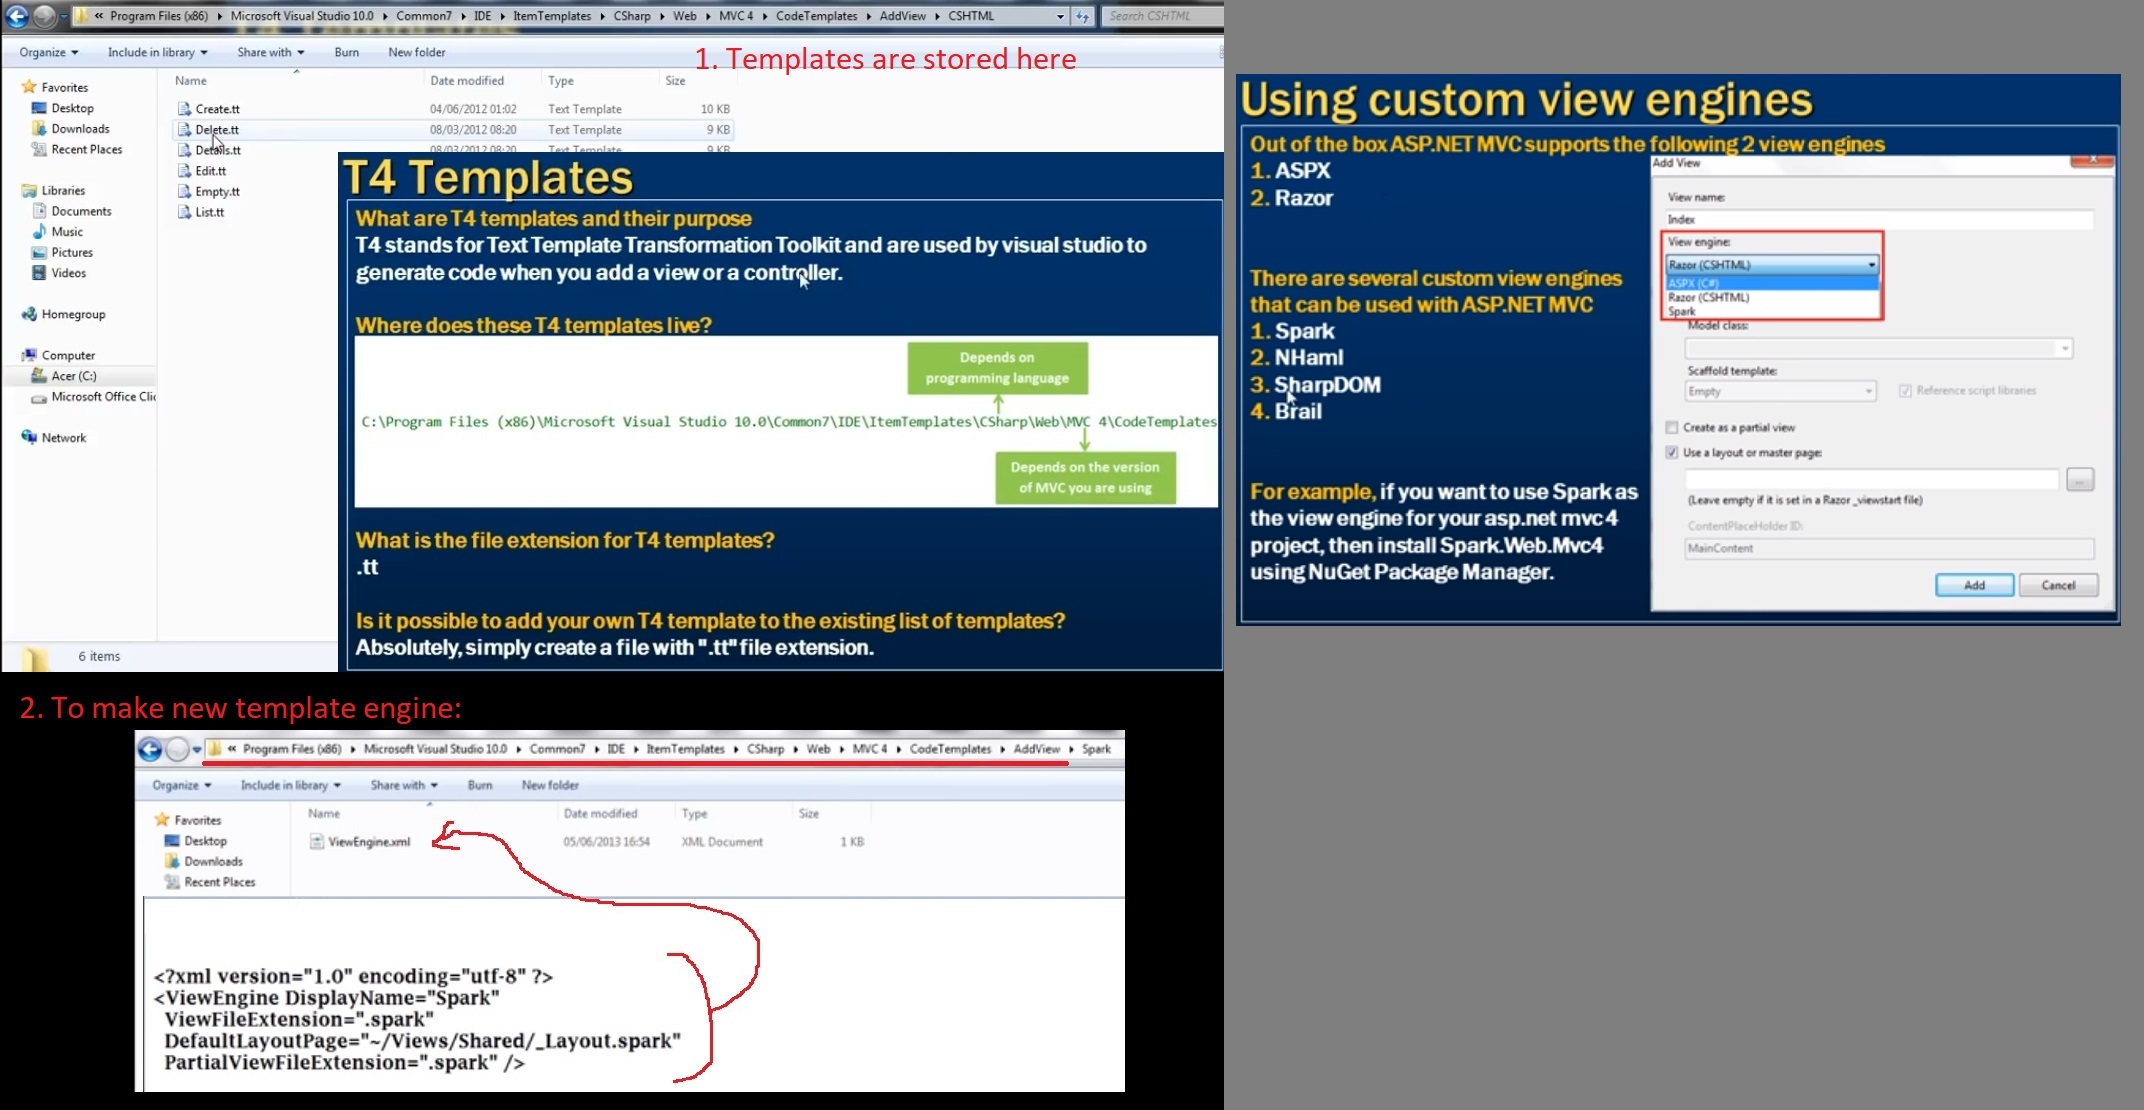 « Program Files (x86) ▸ Microsoft Visual Studio 10.0 ▸ Common7 ▸ IDE ▸ ItemTemplates ▸ CSharp ▸ Web ▸ MVC 4 ▸ CodeTemplates ▸ AddView ▸ CSHTML
Search CSHTML
Organize Include in library Share with Burn New folder
1. Templates are stored here
Favorites
Desktop
Downloads
Recent Places
Libraries
Documents
Music
Pictures
Videos
Homegroup
Computer
Acer (C:)
Microsoft Office Clic
Network
Name Date modified Type Size
Create.tt 04/06/2012 01:02 Text Template 10 KB
Delete.tt 08/03/2012 08:20 Text Template 9 KB
Details.tt 08/03/2012 08:20 Text Template 9 KB
Edit.tt
Empty.tt
List.tt
6 items
T4 Templates
What are T4 templates and their purpose
T4 stands for Text Template Transformation Toolkit and are used by visual studio to
generate code when you add a view or a controller.
Where does these T4 templates live?
Depends on
programming language
C:\Program Files (x86)\Microsoft Visual Studio 10.0\Common7\IDE\ItemTemplates\CSharp\Web\MVC 4\CodeTemplates
Depends on the version
of MVC you are using
What is the file extension for T4 templates?
.tt
Is it possible to add your own T4 template to the existing list of templates?
Absolutely, simply create a file with ".tt" file extension.
2. To make new template engine:
« Program Files (x86) ▸ Microsoft Visual Studio 10.0 ▸ Common7 ▸ IDE ▸ ItemTemplates ▸ CSharp ▸ Web ▸ MVC 4 ▸ CodeTemplates ▸ AddView ▸ Spark
Organize Include in library Share with Burn New folder
Favorites
Desktop
Downloads
Recent Places
Name Date modified Type Size
ViewEngine.xml 05/06/2013 16:54 XML Document 1 KB
<?xml version="1.0" encoding="utf-8" ?>
<ViewEngine DisplayName="Spark"
ViewFileExtension=".spark"
DefaultLayoutPage="~/Views/Shared/_Layout.spark"
PartialViewFileExtension=".spark" />
Using custom view engines
Out of the box ASP.NET MVC supports the following 2 view engines
1. ASPX
2. Razor
There are several custom view engines
that can be used with ASP.NET MVC
1. Spark
2. NHaml
3. SharpDOM
4. Brail
For example, if you want to use Spark as
the view engine for your asp.net mvc 4
project, then install Spark.Web.Mvc4
using NuGet Package Manager.
Add View
View name:
Index
View engine:
Razor (CSHTML)
ASPX (C#)
Razor (CSHTML)
Spark
Model class:
Scaffold template:
Empty
Reference script libraries
Create as a partial view
Use a layout or master page:
...
(Leave empty if it is set in a Razor _viewstart file)
ContentPlaceHolder ID:
MainContent
Add Cancel